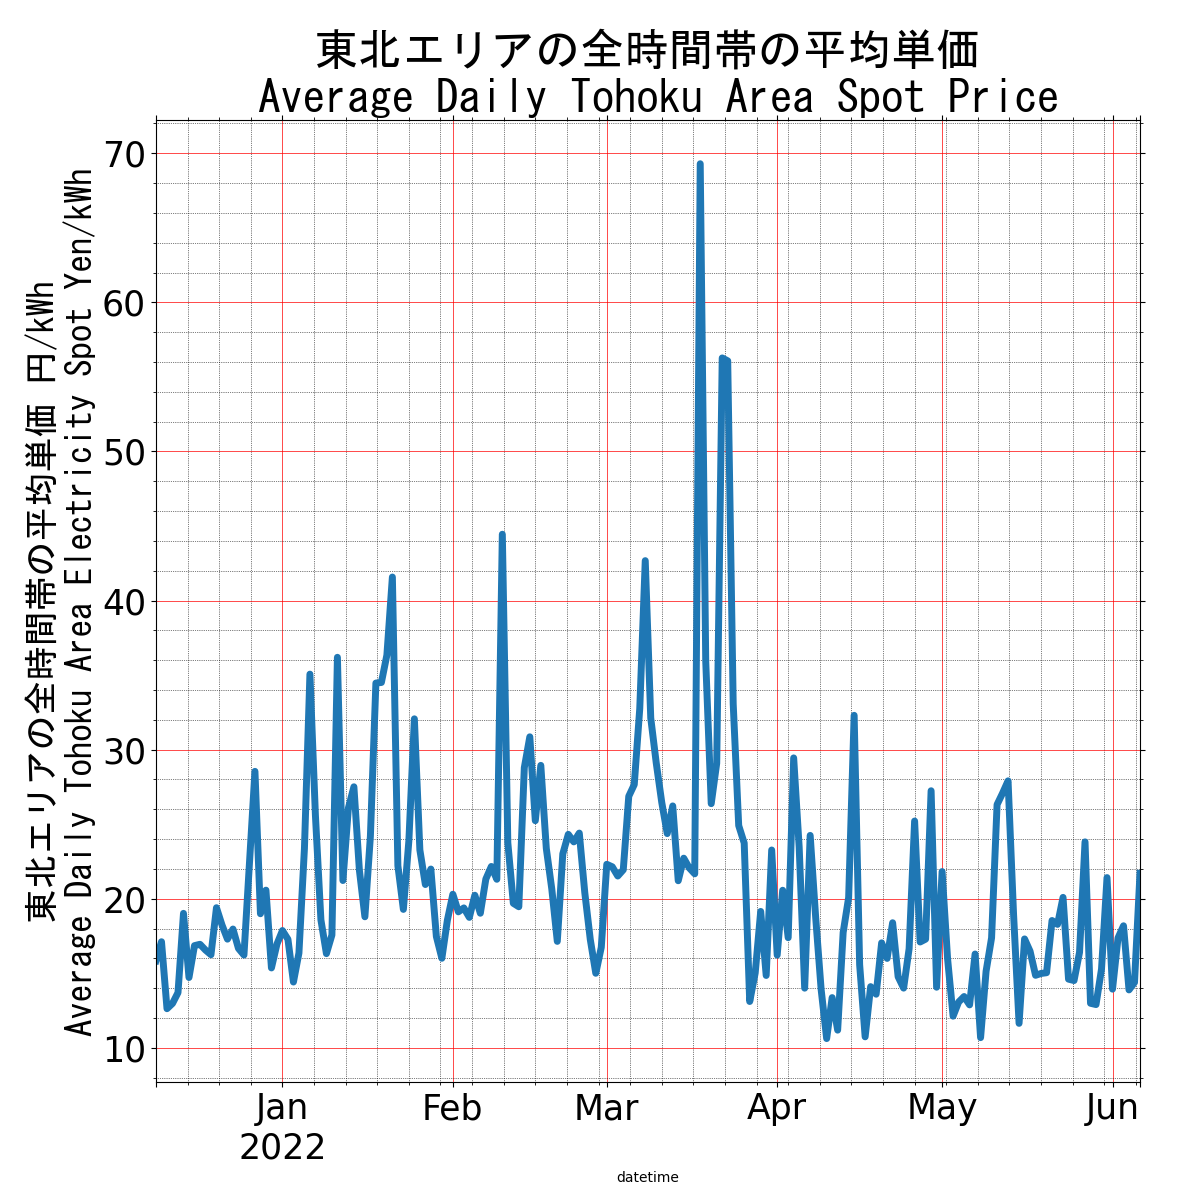 東北エリアの全時間帯の平均単価
Average Daily Tohoku Area Spot Price
東北エリアの全時間帯の平均単価 円/kWh
Average Daily Tohoku Area Electricity Spot Yen/kWh
70
60
50
40
30
20
10
Jan
2022
Feb
Mar
Apr
May
Jun
datetime